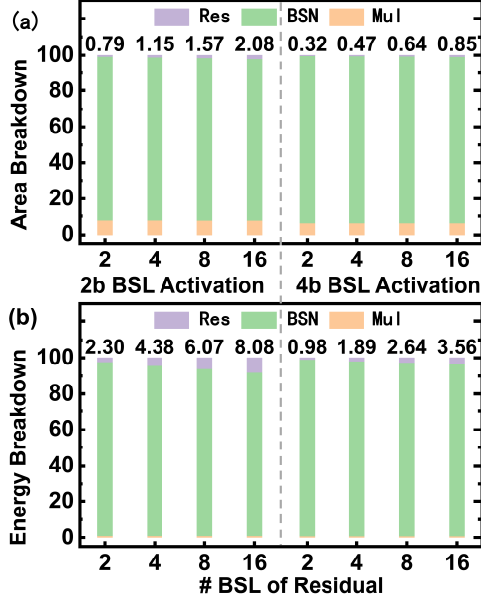 (a)
Res BSN Mul
0.79 1.15 1.57 2.08 0.32 0.47 0.64 0.85
100
80
60
40
20
0
Area Breakdown
2 4 8 16 2 4 8 16
2b BSL Activation 4b BSL Activation
(b)
Res BSN Mul
2.30 4.38 6.07 8.08 0.98 1.89 2.64 3.56
100
80
60
40
20
0
Energy Breakdown
2 4 8 16 2 4 8 16
# BSL of Residual